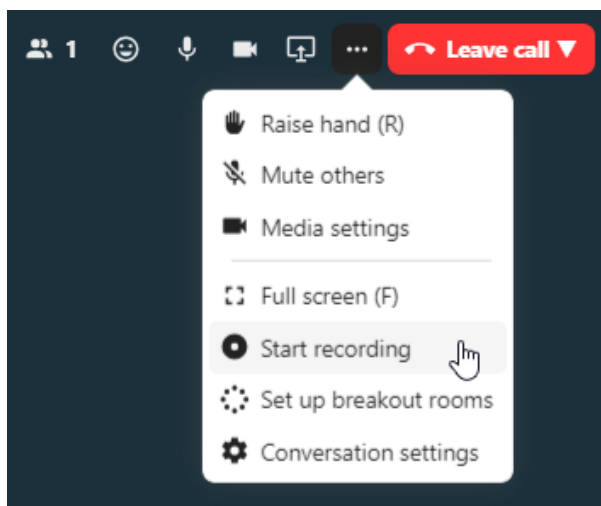 1
Leave call
Raise hand (R)
Mute others
Media settings
Full screen (F)
Start recording
Set up breakout rooms
Conversation settings